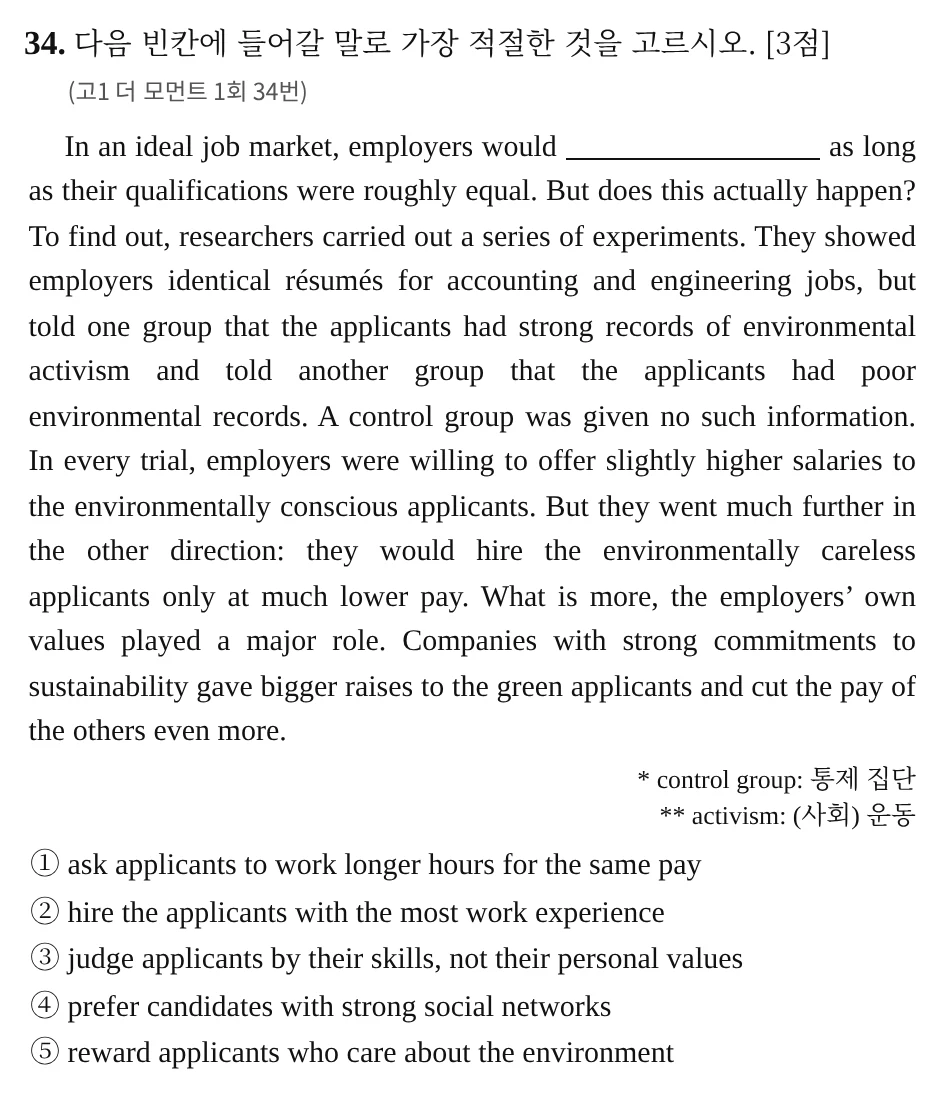 34. 다음 빈칸에 들어갈 말로 가장 적절한 것을 고르시오. [3점]
(고1 더 모먼트 1회 34번)
In an ideal job market, employers would ____________ as long
as their qualifications were roughly equal. But does this actually happen?
To find out, researchers carried out a series of experiments. They showed
employers identical résumés for accounting and engineering jobs, but
told one group that the applicants had strong records of environmental
activism and told another group that the applicants had poor
environmental records. A control group was given no such information.
In every trial, employers were willing to offer slightly higher salaries to
the environmentally conscious applicants. But they went much further in
the other direction: they would hire the environmentally careless
applicants only at much lower pay. What is more, the employers’ own
values played a major role. Companies with strong commitments to
sustainability gave bigger raises to the green applicants and cut the pay of
the others even more.
* control group: 통제 집단
** activism: (사회) 운동
① ask applicants to work longer hours for the same pay
② hire the applicants with the most work experience
③ judge applicants by their skills, not their personal values
④ prefer candidates with strong social networks
⑤ reward applicants who care about the environment